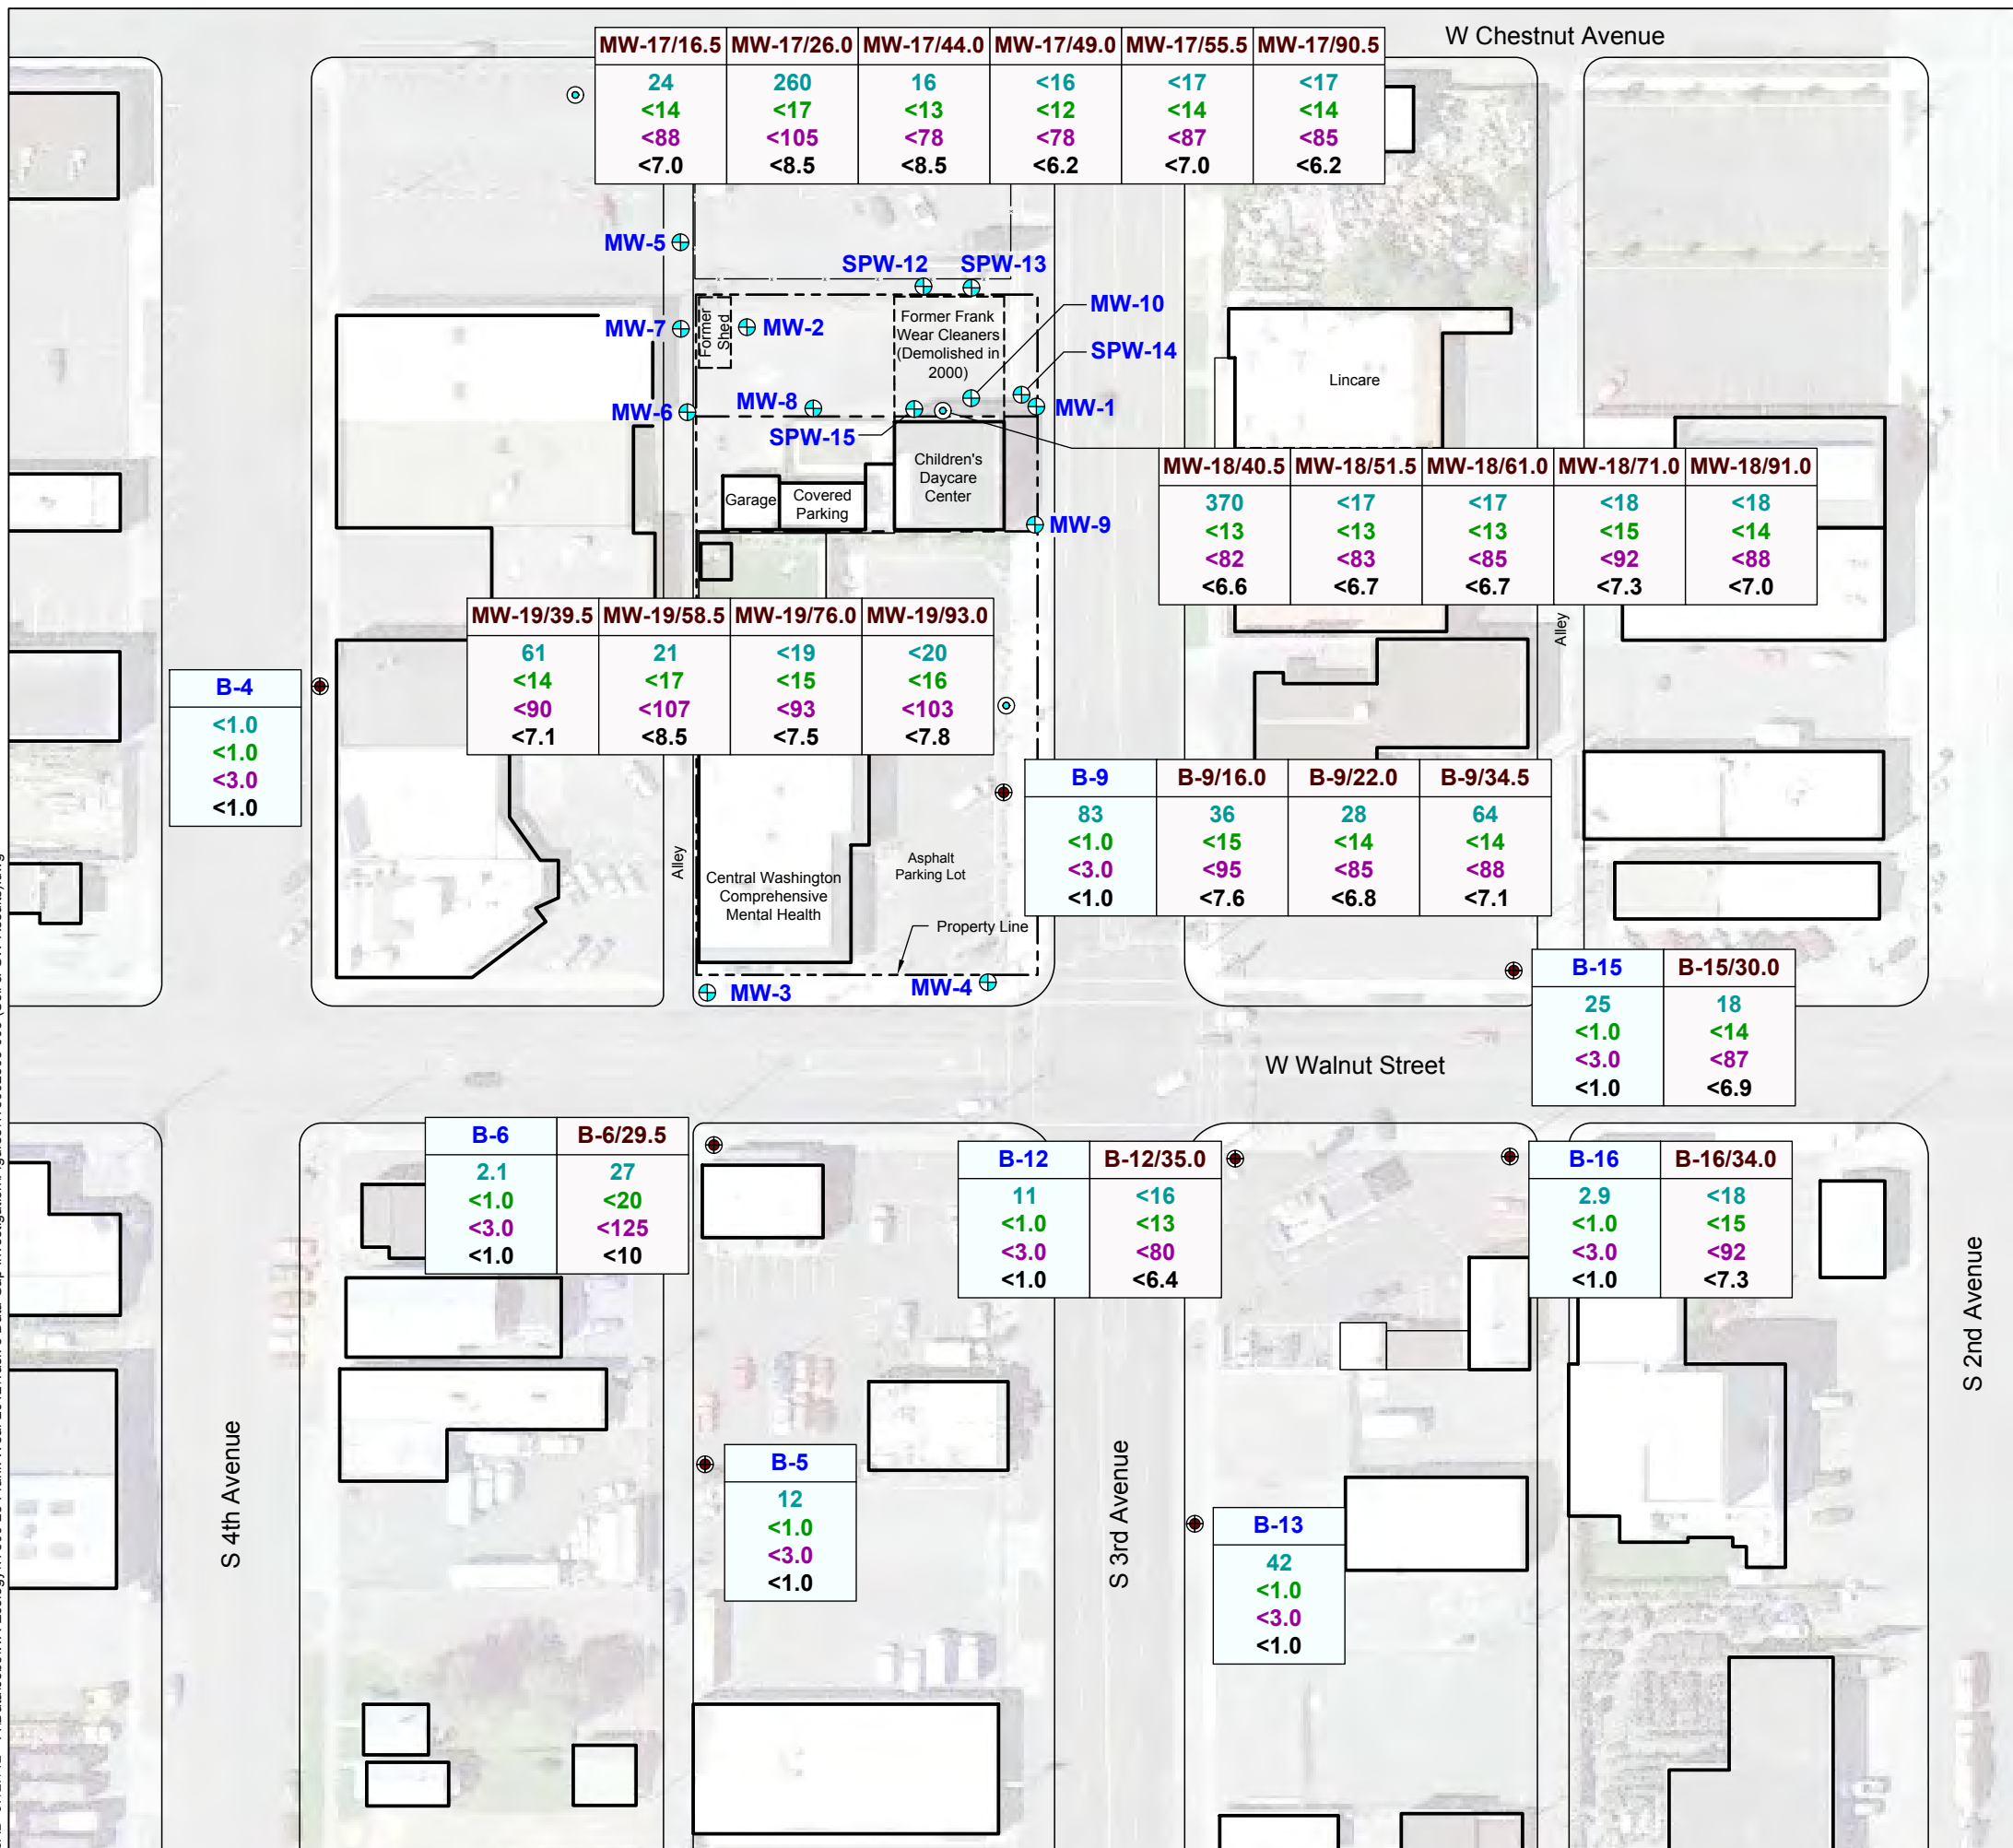 W Chestnut Avenue
MW-17/16.5 MW-17/26.0 MW-17/44.0 MW-17/49.0 MW-17/55.5 MW-17/90.5
24 260 16 <16 <17 <17
<14 <17 <13 <12 <14 <14
<88 <105 <78 <78 <87 <85
<7.0 <8.5 <8.5 <6.2 <7.0 <6.2
MW-5
SPW-12 SPW-13
MW-10
MW-7
Former
Shed
MW-2
Former Frank
Wear Cleaners
(Demolished in
2000)
SPW-14
Lincare
MW-6
MW-8
MW-1
SPW-15
Children's
Daycare
Center
Garage
Covered
Parking
MW-9
MW-18/40.5 MW-18/51.5 MW-18/61.0 MW-18/71.0 MW-18/91.0
370 <17 <17 <18 <18
<13 <13 <13 <15 <14
<82 <83 <85 <92 <88
<6.6 <6.7 <6.7 <7.3 <7.0
MW-19/39.5 MW-19/58.5 MW-19/76.0 MW-19/93.0
61 21 <19 <20
<14 <17 <15 <16
<90 <107 <93 <103
<7.1 <8.5 <7.5 <7.8
Alley
B-4
<1.0
<1.0
<3.0
<1.0
B-9 B-9/16.0 B-9/22.0 B-9/34.5
83 36 28 64
<1.0 <15 <14 <14
<3.0 <95 <85 <88
<1.0 <7.6 <6.8 <7.1
Alley
Central Washington
Comprehensive
Mental Health
Asphalt
Parking Lot
Property Line
MW-3
MW-4
B-15 B-15/30.0
25 18
<1.0 <14
<3.0 <87
<1.0 <6.9
W Walnut Street
B-6 B-6/29.5
2.1 27
<1.0 <20
<3.0 <125
<1.0 <10
B-12 B-12/35.0
11 <16
<1.0 <13
<3.0 <80
<1.0 <6.4
B-16 B-16/34.0
2.9 <18
<1.0 <15
<3.0 <92
<1.0 <7.3
S 2nd Avenue
S 4th Avenue
B-5
12
<1.0
<3.0
<1.0
S 3rd Avenue
B-13
42
<1.0
<3.0
<1.0